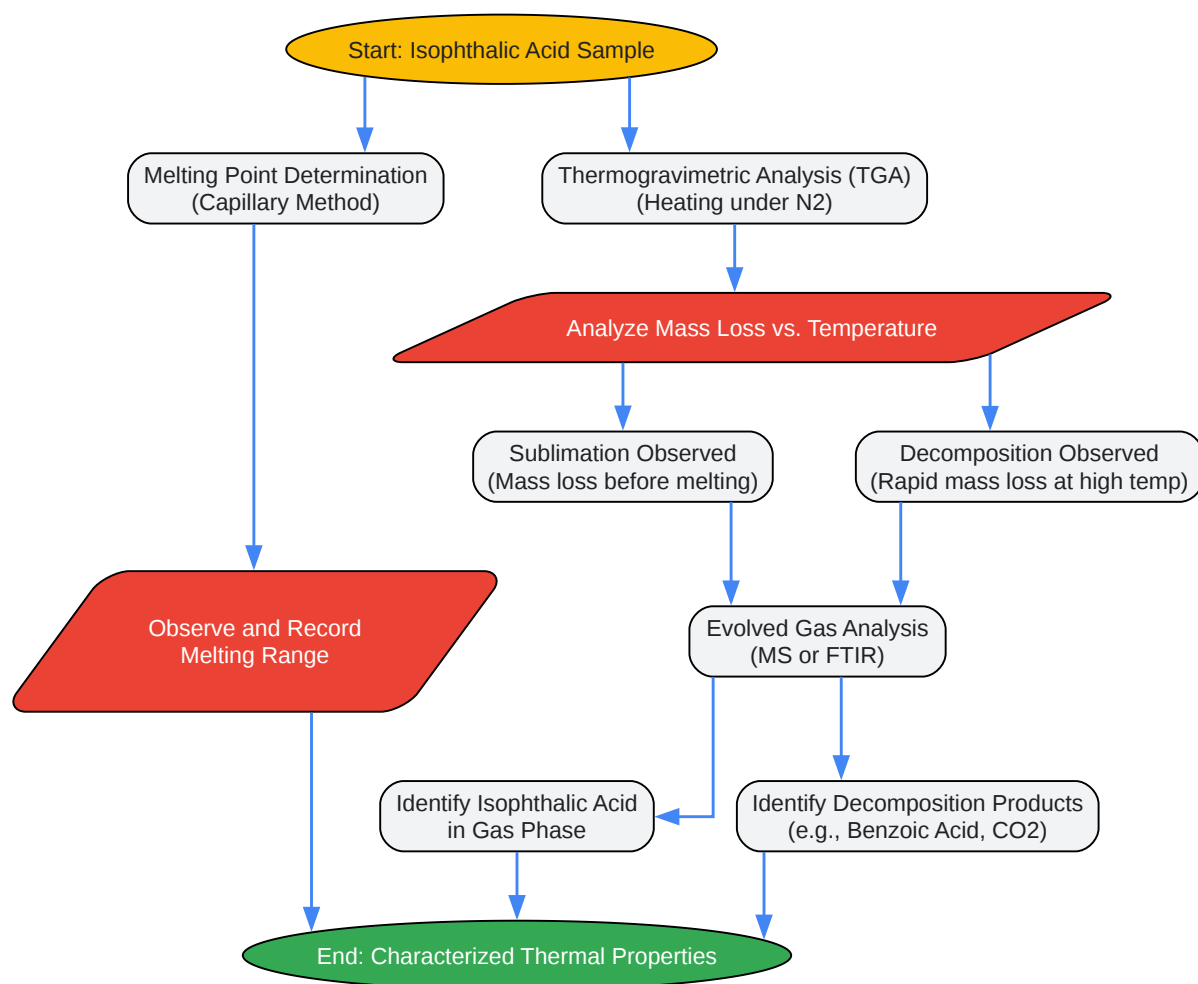 Start: Isophthalic Acid Sample
Melting Point Determination
(Capillary Method)
Thermogravimetric Analysis (TGA)
(Heating under N2)
Analyze Mass Loss vs. Temperature
Sublimation Observed
(Mass loss before melting)
Decomposition Observed
(Rapid mass loss at high temp)
Observe and Record
Melting Range
Evolved Gas Analysis
(MS or FTIR)
Identify Isophthalic Acid
in Gas Phase
Identify Decomposition Products
(e.g., Benzoic Acid, CO2)
End: Characterized Thermal Properties